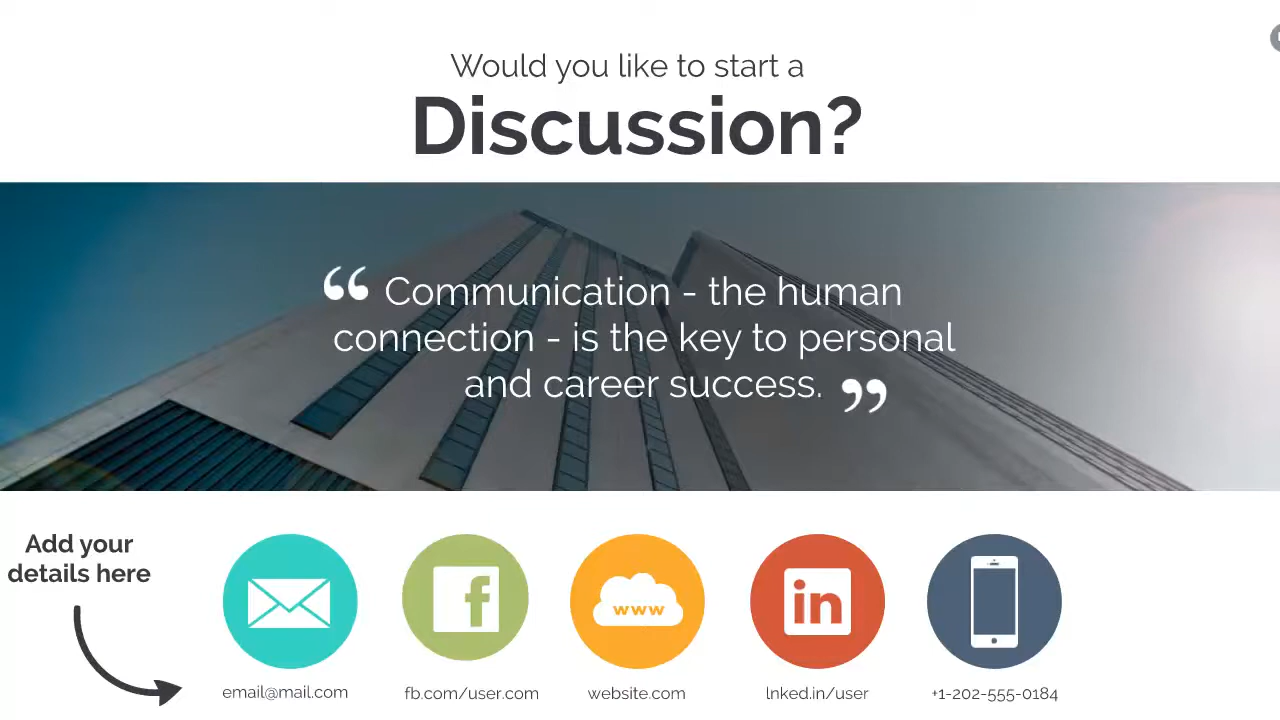 Would you like to start a
Discussion?
“ Communication - the human
connection - is the key to personal
and career success. ”
Add your
details here
f
www
in
email@mail.com
fb.com/user.com
website.com
lnked.in/user
+1-202-555-0184